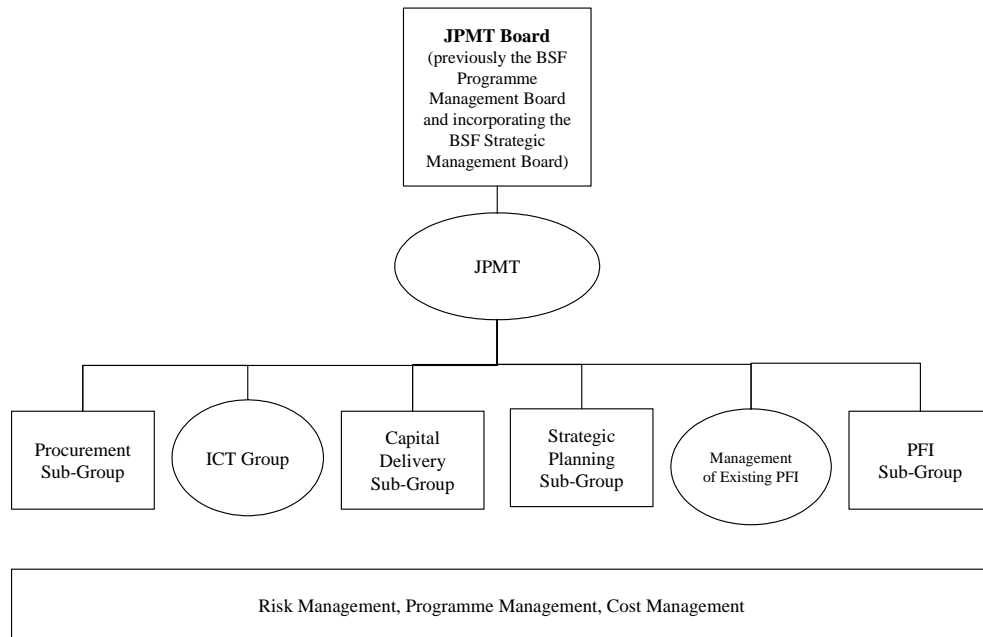 JPMT Board
(previously the BSF
Programme
Management Board
and incorporating the
BSF Strategic
Management Board)
JPMT
Procurement
Sub-Group
ICT Group
Capital
Delivery
Sub-Group
Strategic
Planning
Sub-Group
Management
of Existing PFI
PFI
Sub-Group
Risk Management, Programme Management, Cost Management